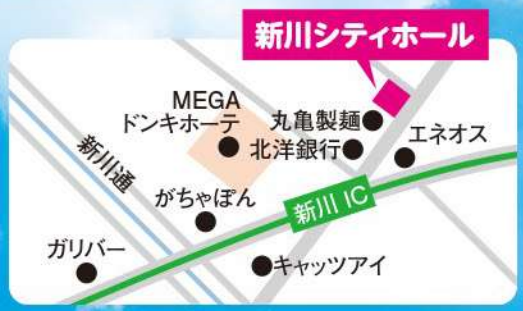 新川シティホール
MEGA
ドンキホーテ
丸亀製麺
北洋銀行
エネオス
新川通
がちゃぽん
新川 IC
ガリバー
キャッツアイ